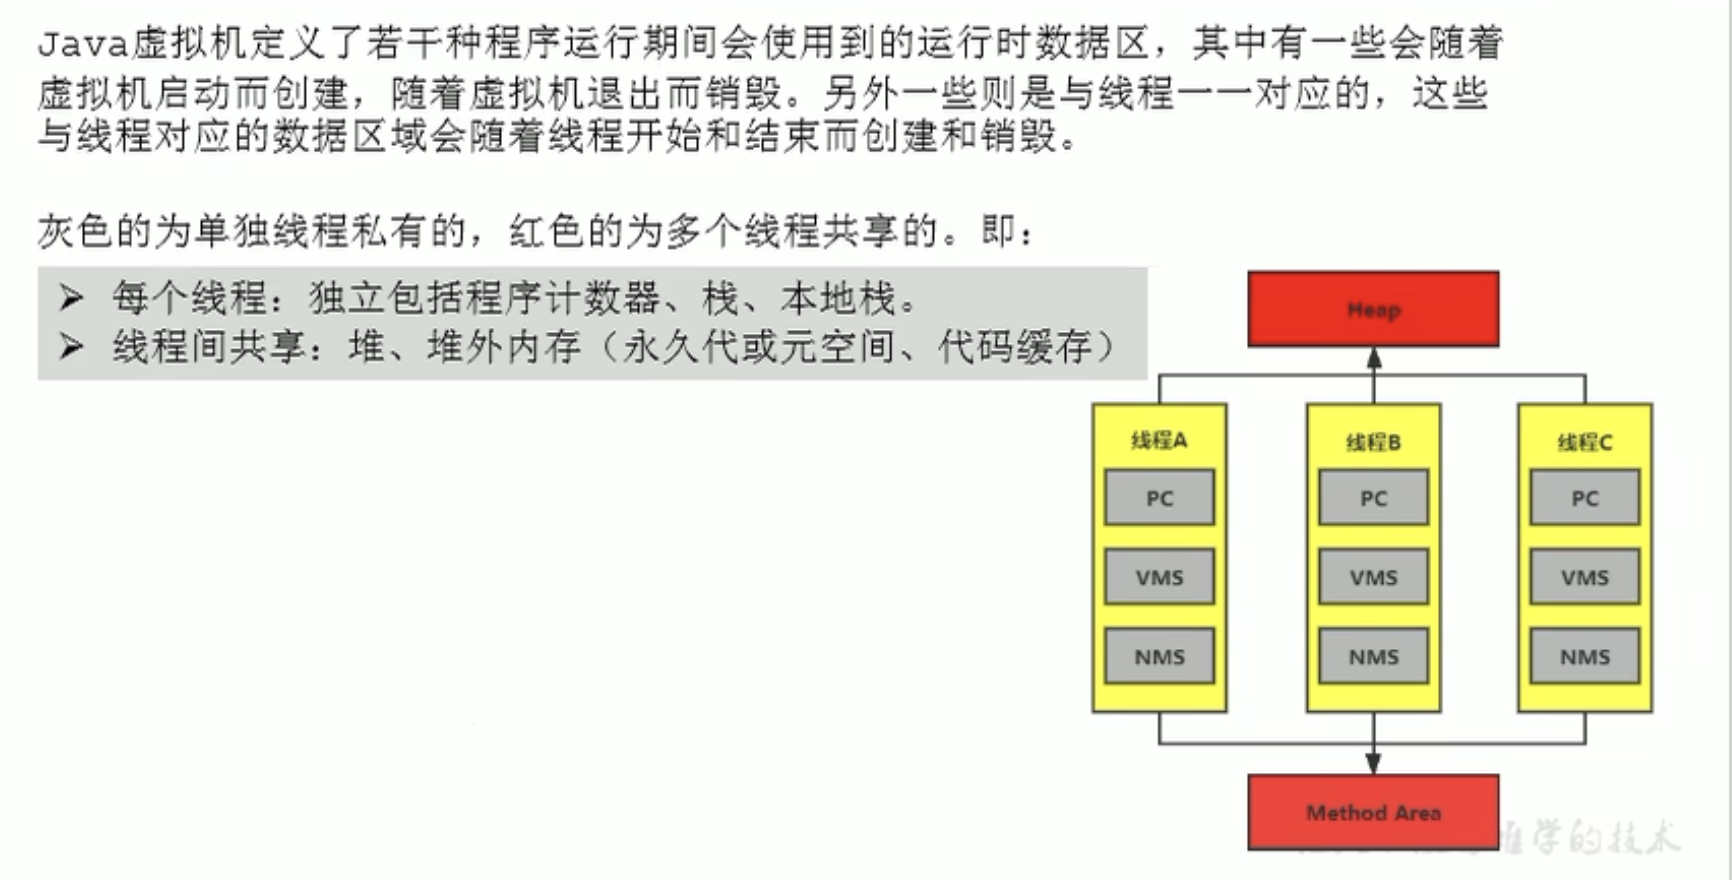 Java虚拟机定义了若干种程序运行期间会使用到的运行时数据区，其中有一些会随着
虚拟机启动而创建，随着虚拟机退出而销毁。另外一些则是与线程一一对应的，这些
与线程对应的数据区域会随着线程开始和结束而创建和销毁。
灰色的为单独线程私有的，红色的为多个线程共享的。即：
➢ 每个线程：独立包括程序计数器、栈、本地栈。
➢ 线程间共享：堆、堆外内存（永久代或元空间、代码缓存）
Heap
线程A
线程B
线程C
PC
PC
PC
VMS
VMS
VMS
NMS
NMS
NMS
Method Area
学的技术